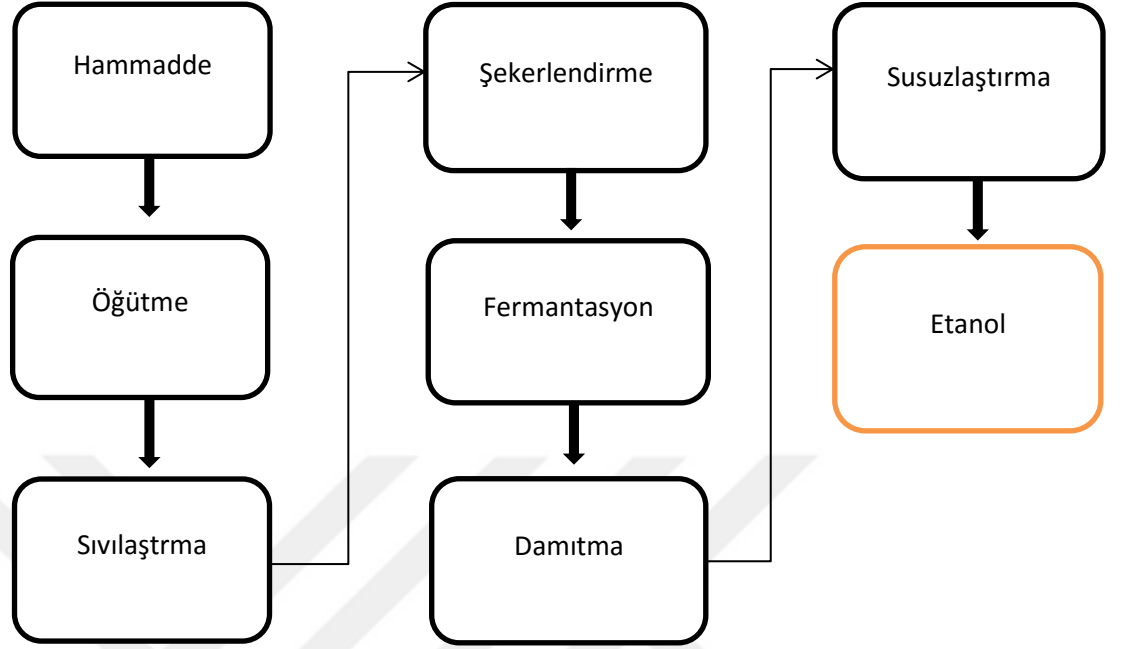 Hammadde
Öğütme
Sıvılaştrma
Şekerlendirme
Fermantasyon
Damıtma
Susuzlaştırma
Etanol